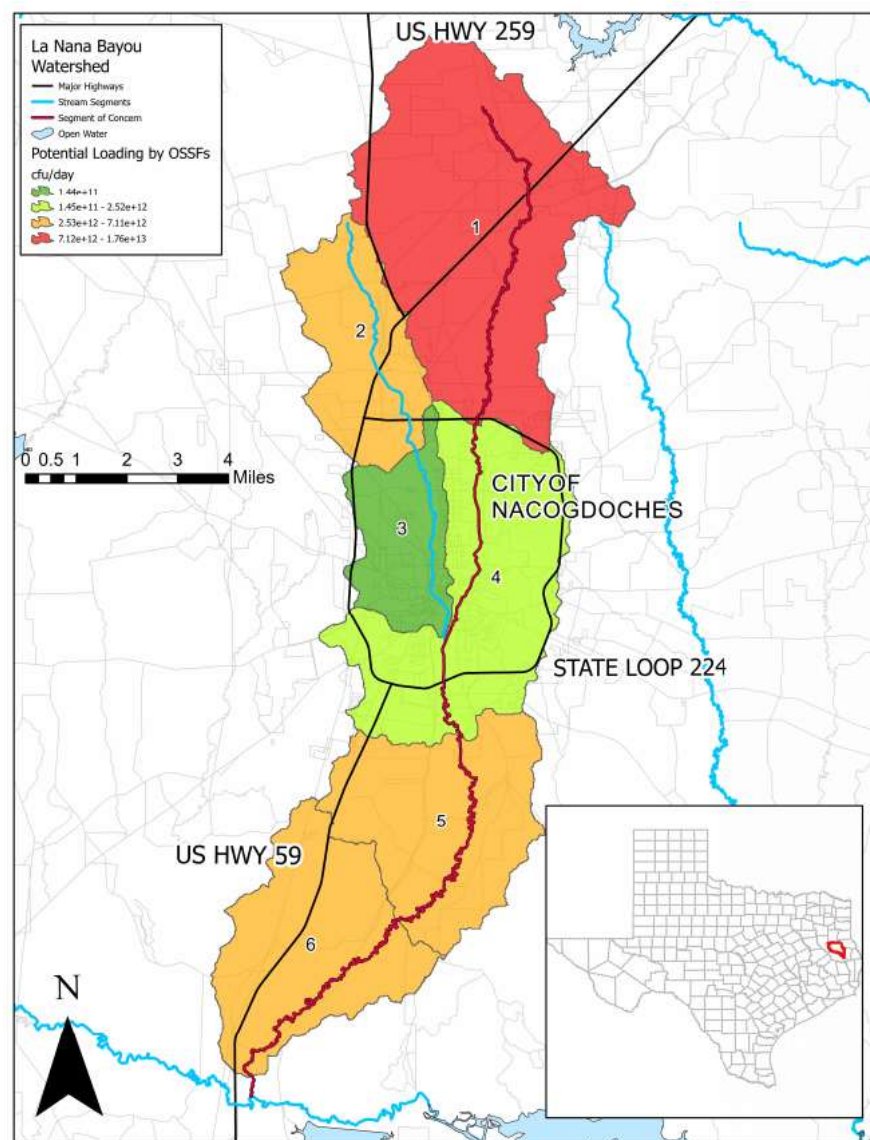 US HWY 259
La Nana Bayou
Watershed
Major Highways
Stream Segments
Segment of Concern
Open Water
Potential Loading by OSSFs
cfu/day
1.44e+11
1.45e+11 - 2.52e+12
2.53e+12 - 7.11e+12
7.12e+12 - 1.76e+13
1
2
0 0.5 1 2 3 4
Miles
CITYOF
NACOGDOCHES
3
4
STATE LOOP 224
5
US HWY 59
6
N